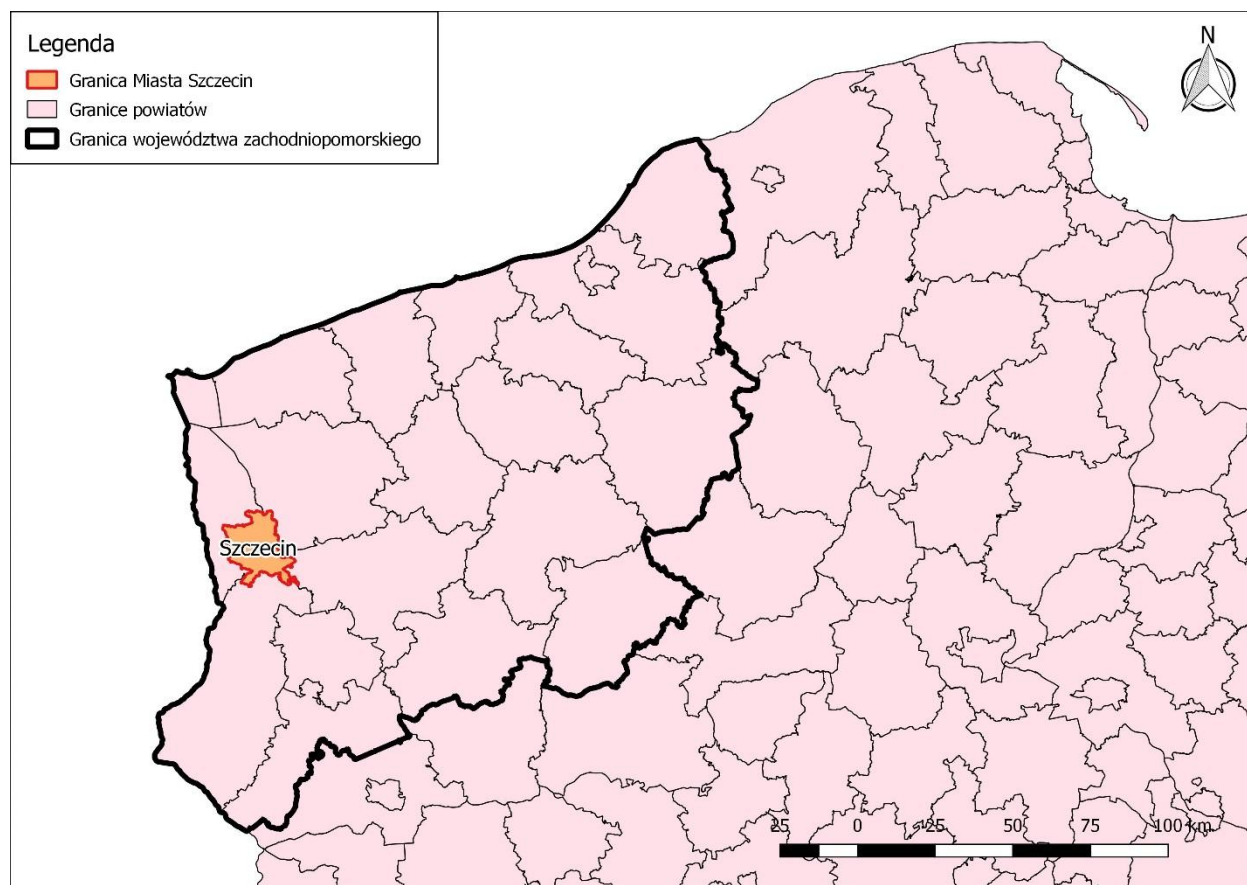 Legenda
Granica Miasta Szczecin
Granice powiatów
Granica województwa zachodniopomorskiego
N
Szczecin
25 0 25 50 75 100 km